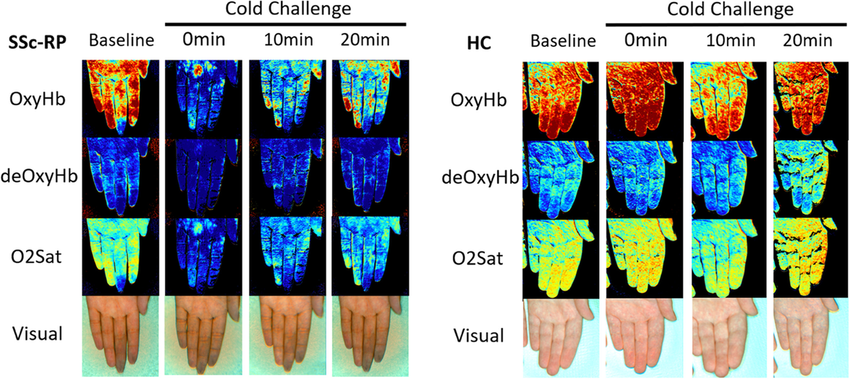 Cold Challenge
SSc-RP Baseline 0min 10min 20min
OxyHb
deOxyHb
O2Sat
Visual
Cold Challenge
HC Baseline 0min 10min 20min
OxyHb
deOxyHb
O2Sat
Visual